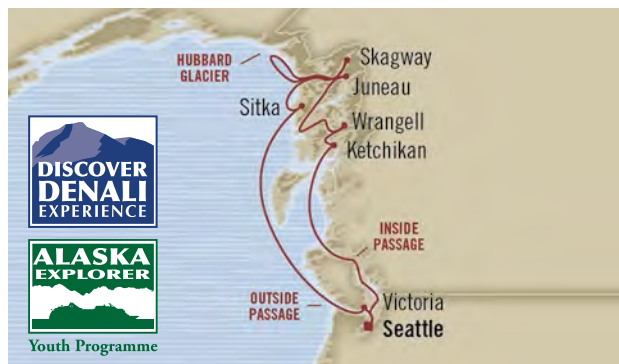 HUBBARD
GLACIER
Skagway
Juneau
Sitka
Wrangell
Ketchikan
DISCOVER
DENALI
EXPERIENCE
INSIDE
PASSAGE
ALASKA
EXPLORER
Youth Programme
OUTSIDE
PASSAGE
Victoria
Seattle